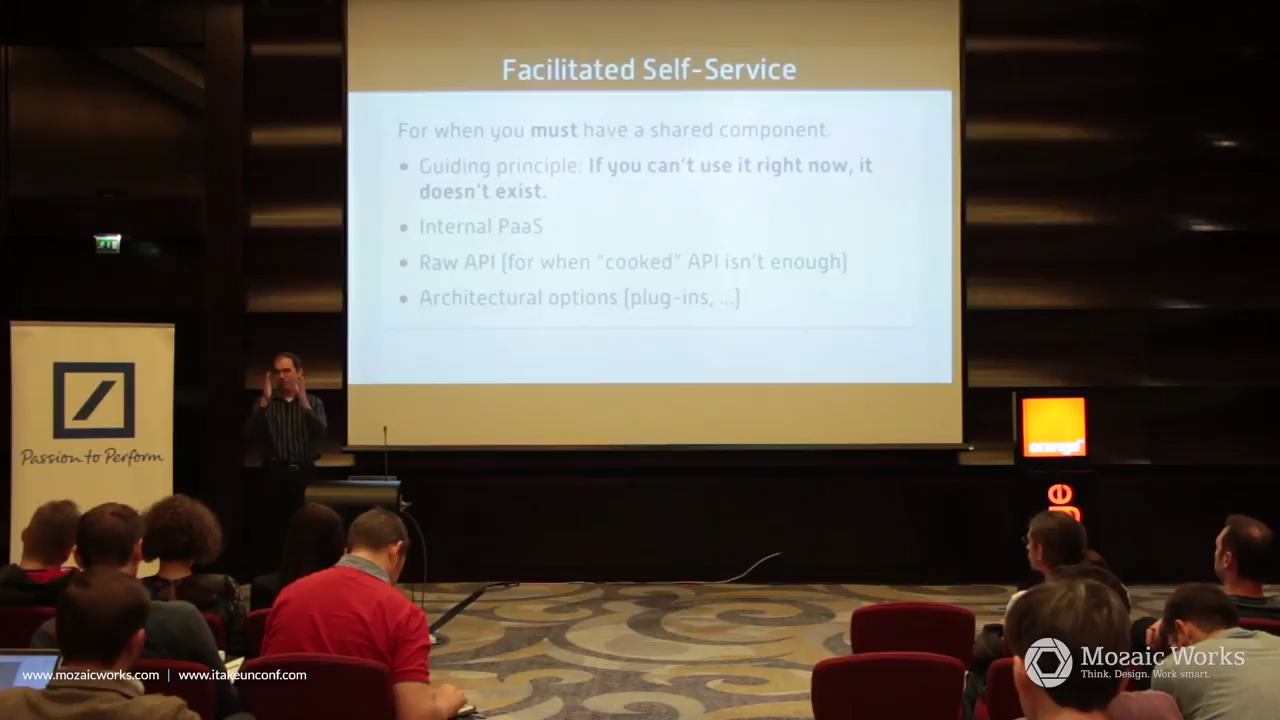 Facilitated Self-Service
For when you must have a shared component.
• Guiding principle: If you can't use it right now, it
doesn't exist.
• Internal PaaS
• Raw API (for when "cooked" API isn't enough)
• Architectural options (plug-ins, ...)
Passion to Perform
orange™
www.mozaicworks.com | www.itakeunconf.com
Mozaic Works
Think. Design. Work smart.